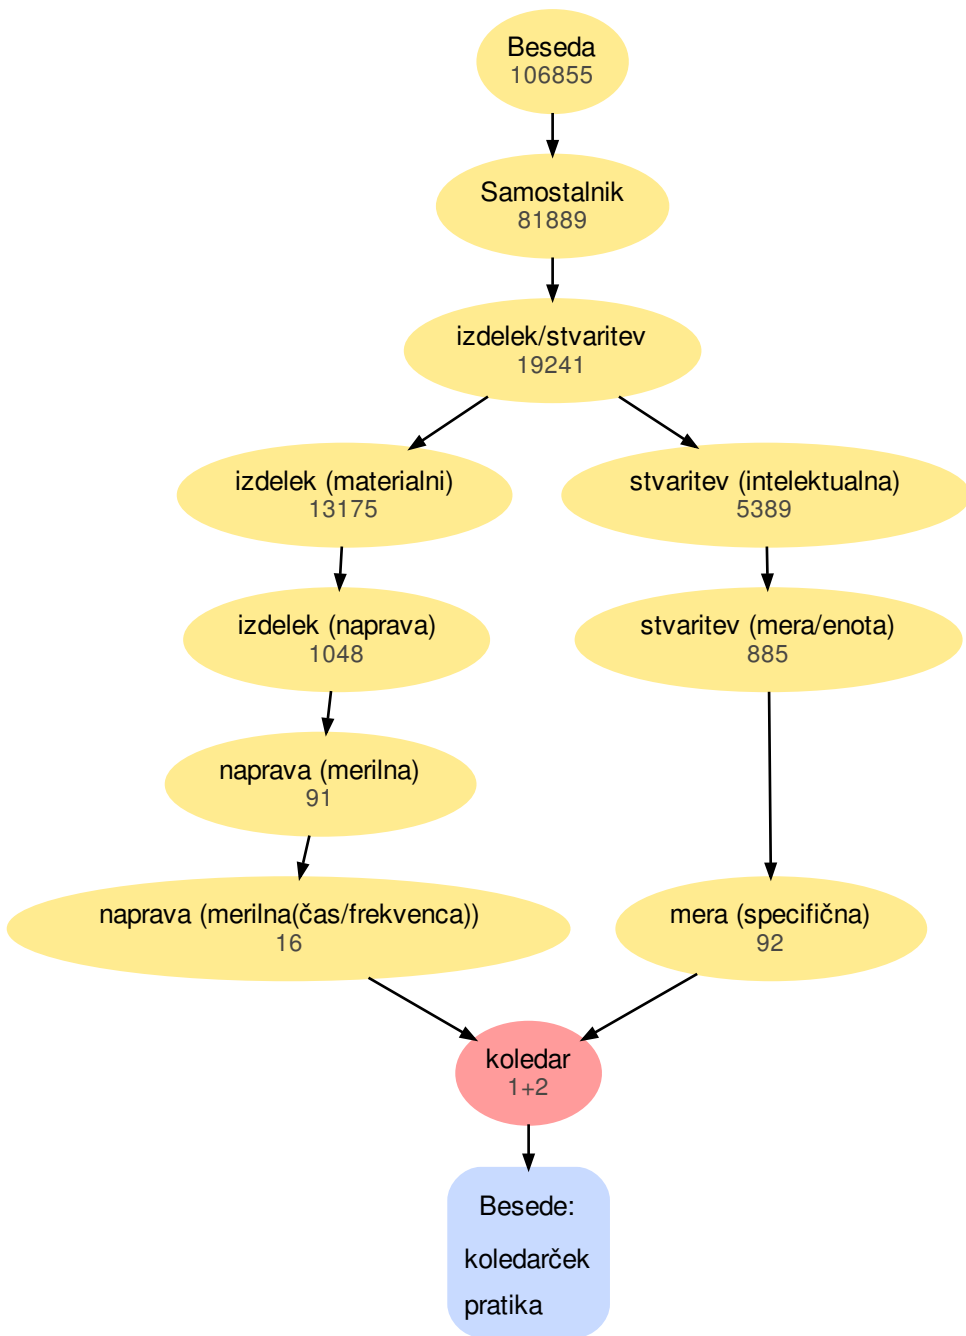 Beseda
106855
Samostalnik
81889
izdelek/stvaritev
19241
izdelek (materialni)
13175
stvaritev (intelektualna)
5389
izdelek (naprava)
1048
stvaritev (mera/enota)
885
naprava (merilna)
91
naprava (merilna(čas/frekvenca))
16
mera (specifična)
92
koledar
1+2
Besede:
koledarček
pratika